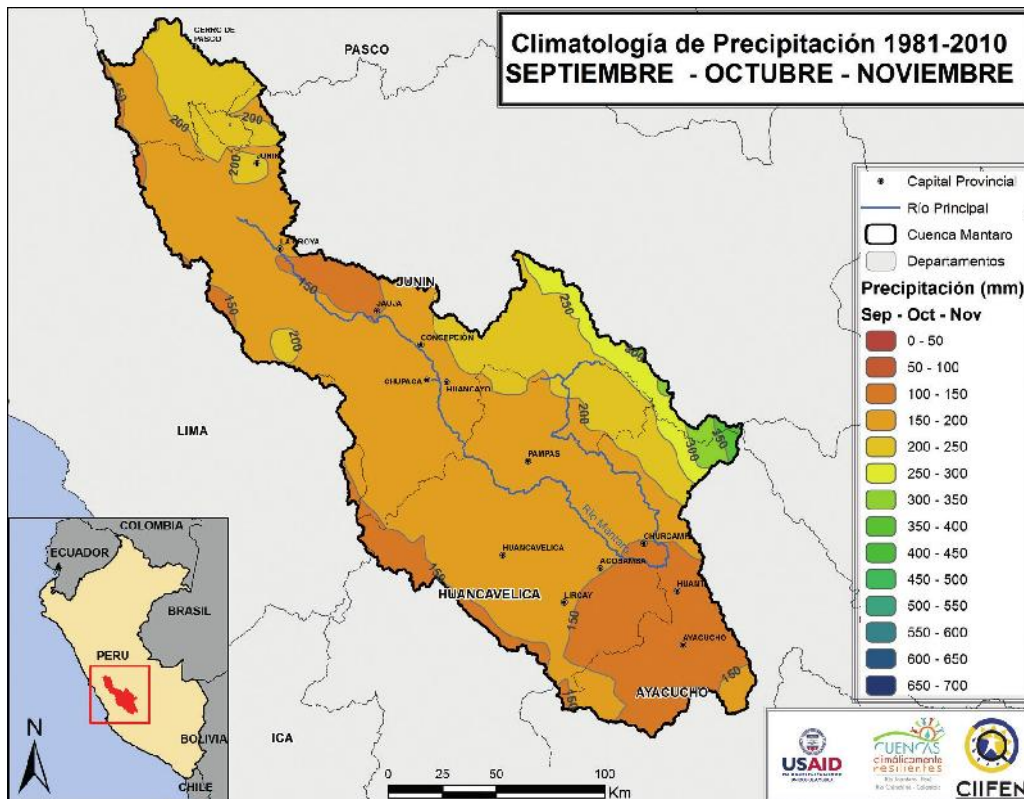 Climatología de Precipitación 1981-2010
SEPTIEMBRE - OCTUBRE - NOVIEMBRE
CERRO DE
PASCO
PASCO
150
200
200
200
JUNIN
LA OROYA
150
JUNIN
JAUJA
150
200
CONCEPCIÓN
CHUPACA
HUANCAYO
250
200
300
350
LIMA
PAMPAS
Río Mantaro
HUANCAVELICA
CHURCAMP
ACOBAMBA
150
HUANT
HUANCAVELICA
LIRCAY
150
AYACUCHO
150
150
AYACUCHO
ICA
Capital Provincial
Río Principal
Cuenca Mantaro
Departamentos
Precipitación (mm)
Sep - Oct - Nov
0 - 50
50 - 100
100 - 150
150 - 200
200 - 250
250 - 300
300 - 350
350 - 400
400 - 450
450 - 500
500 - 550
550 - 600
600 - 650
650 - 700
COLOMBIA
ECUADOR
BRASIL
PERU
BOLIVIA
CHILE
N
0 25 50 100
Km
USAID
CUENCAS
climáticamente
resilientes
CIIFEN